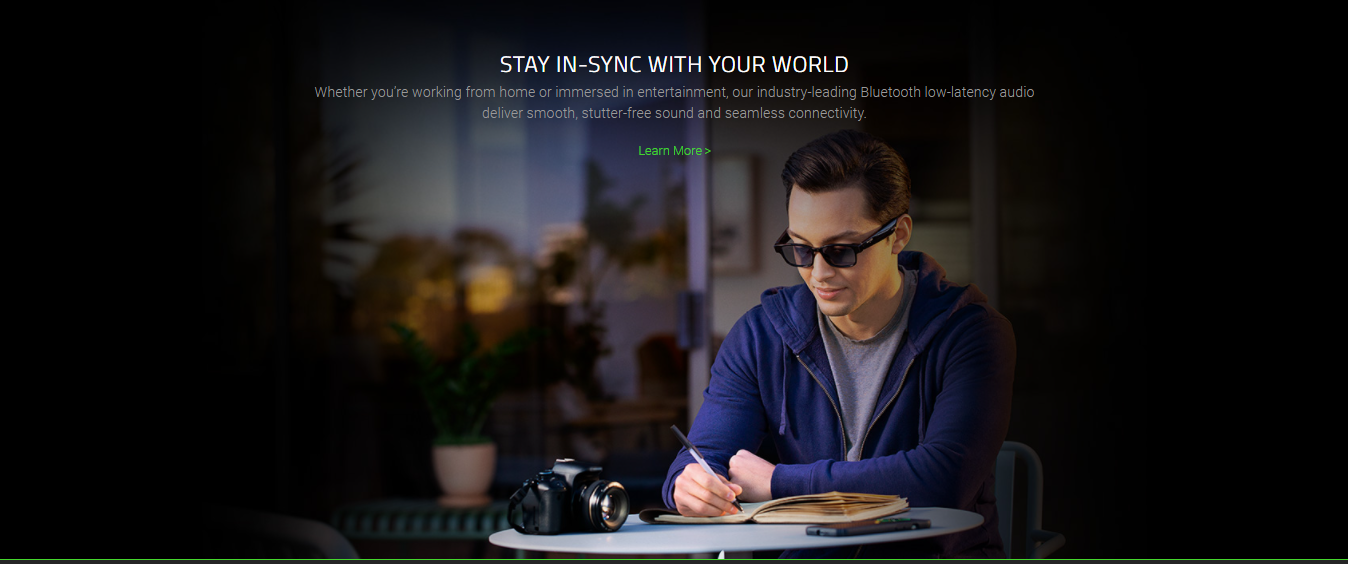 STAY IN-SYNC WITH YOUR WORLD
Whether you’re working from home or immersed in entertainment, our industry-leading Bluetooth low-latency audio
deliver smooth, stutter-free sound and seamless connectivity.
Learn More >